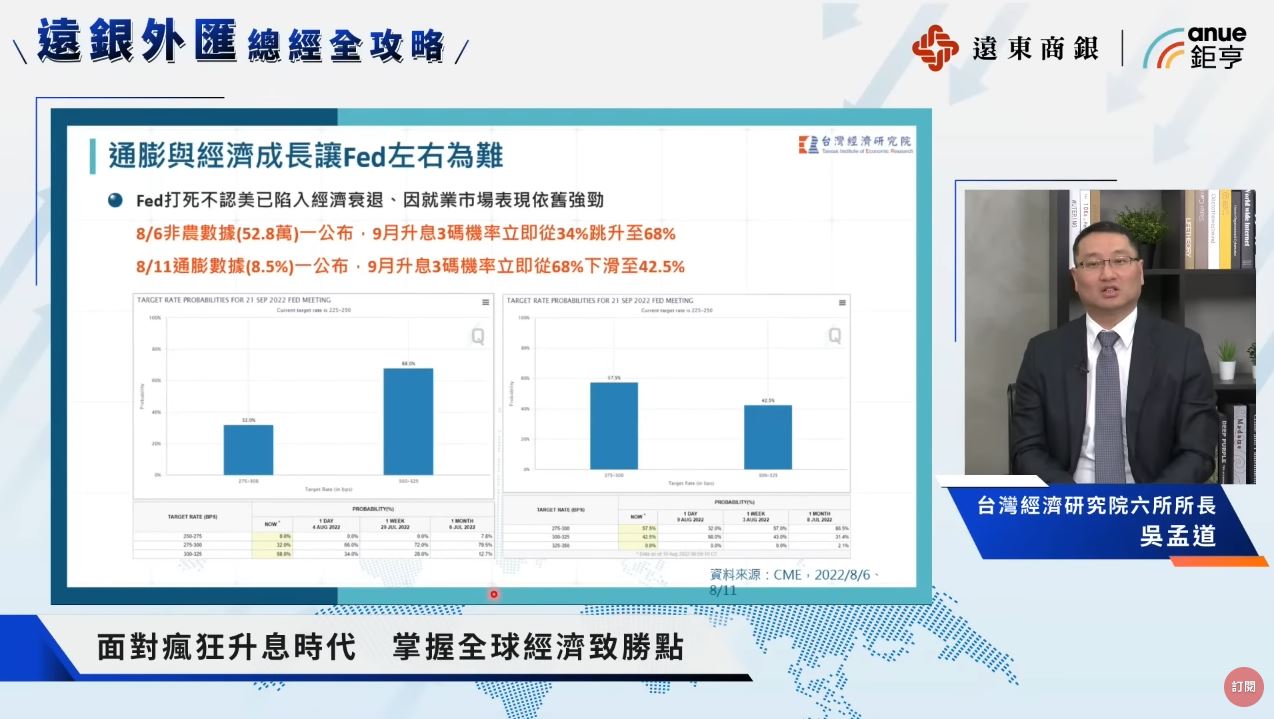 遠銀外匯 總經全攻略
遠東商銀
anue
鉅亨
通膨與經濟成長讓Fed左右為難
台灣經濟研究院
Taiwan Institute of Economic Research
Fed打死不認美已陷入經濟衰退、因就業市場表現依舊強勁
8/6非農數據(52.8萬)一公布，9月升息3碼機率立即從34%跳升至68%
8/11通膨數據(8.5%)一公布，9月升息3碼機率立即從68%下滑至42.5%
TARGET RATE PROBABILITIES FOR 21 SEP 2022 FED MEETING
Current target rate is 225-250
Q
100%
80%
60%
40%
20%
0%
Probability
32.0%
68.0%
275-300
300-325
Target Rate (in bps)
TARGET RATE (BPS)
PROBABILITY(%)
NOW *
1 DAY
4 AUG 2022
1 WEEK
29 JUL 2022
1 MONTH
6 JUL 2022
250-275 0.0% 0.0% 0.0% 7.8%
275-300 32.0% 66.0% 72.0% 79.5%
300-325 68.0% 34.0% 28.0% 12.7%
TARGET RATE PROBABILITIES FOR 21 SEP 2022 FED MEETING
Current target rate is 225-250
Q
100%
80%
60%
40%
20%
0%
Probability
57.5%
42.5%
275-300
300-325
Target Rate (in bps)
TARGET RATE (BPS)
PROBABILITY(%)
NOW *
1 DAY
9 AUG 2022
1 WEEK
3 AUG 2022
1 MONTH
8 JUL 2022
275-300 57.5% 32.0% 57.0% 66.5%
300-325 42.5% 68.0% 43.0% 31.4%
325-350 0.0% 0.0% 0.0% 2.1%
資料來源：CME，2022/8/6、
8/11
台灣經濟研究院六所所長
吳孟道
面對瘋狂升息時代 掌握全球經濟致勝點
訂閱